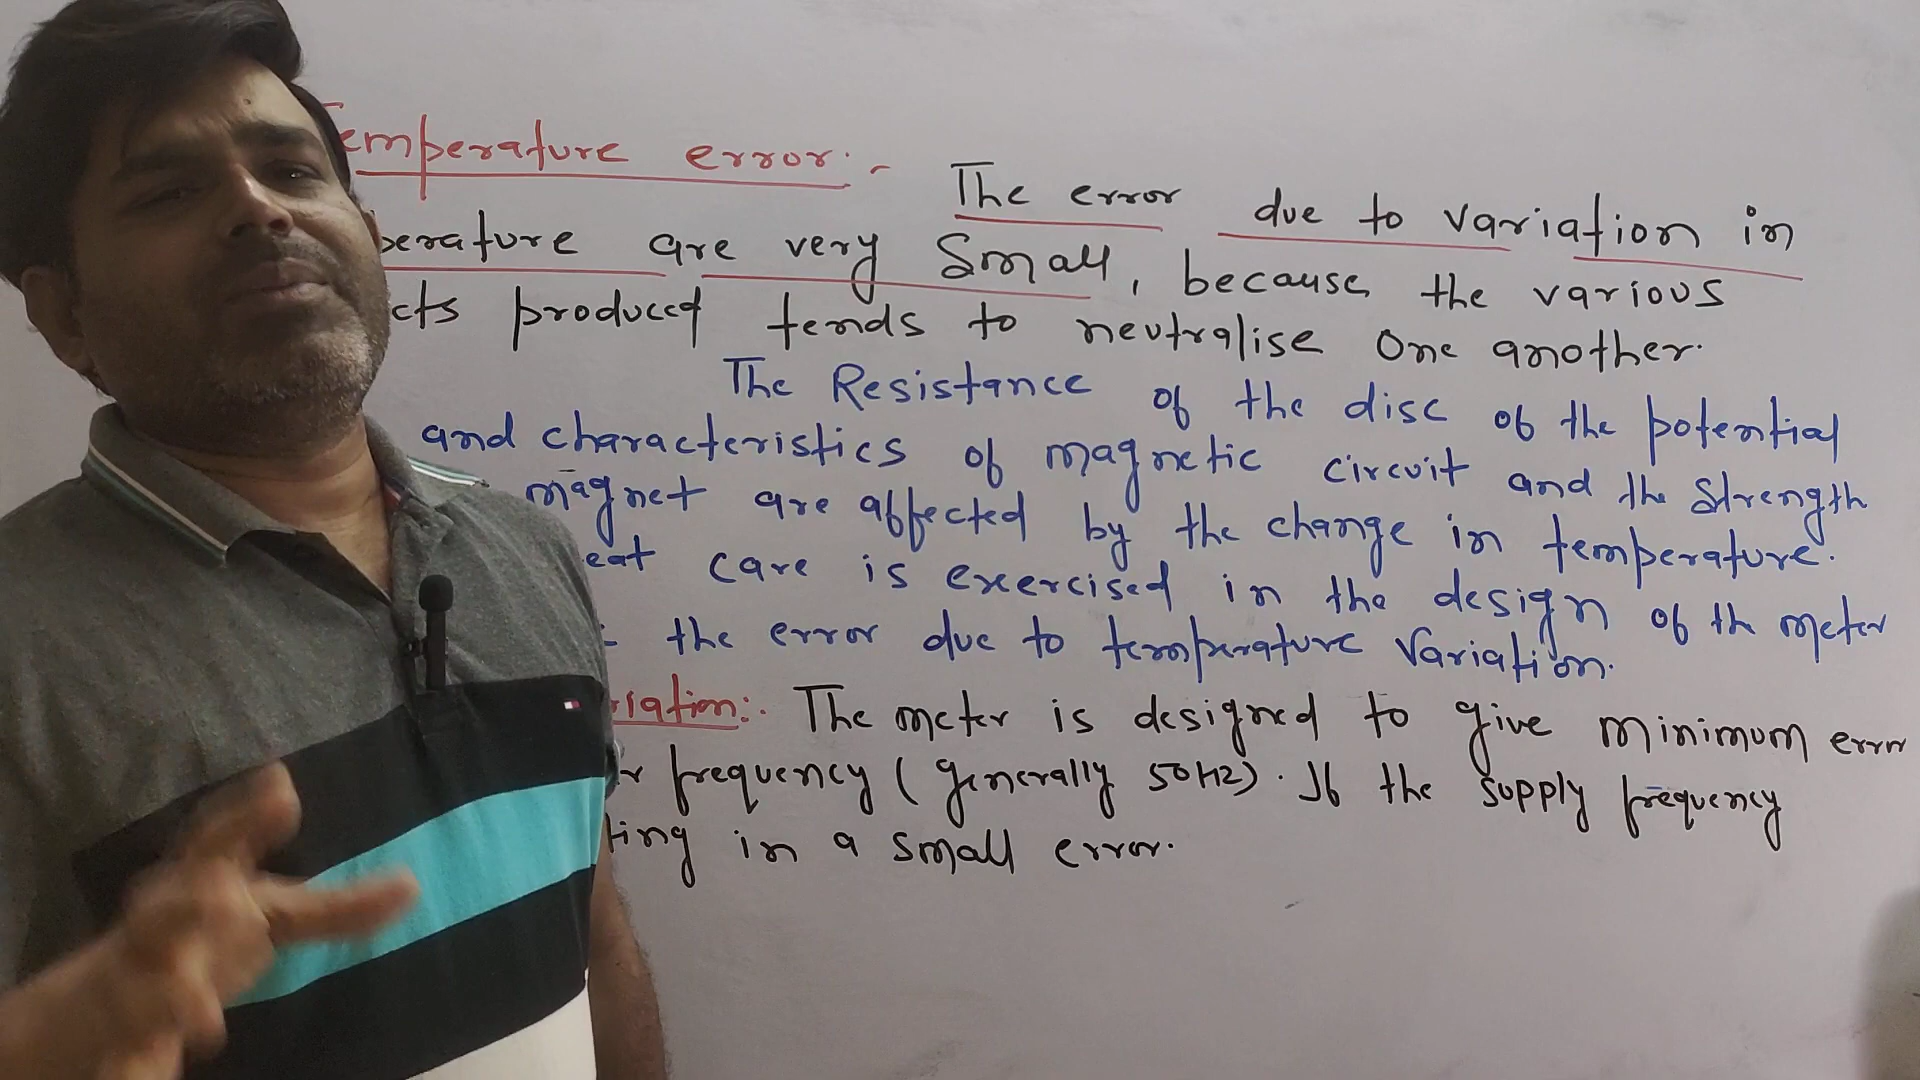 Temperature error:-
The error due to variation in
perature are very Small, because the various
cts produced tends to neutralise One another.
The Resistance of the disc of the potential
and characteristics of magnetic circuit and the Strength
magnet are affected by the change in temperature.
eat care is exercised in the design of the meter
the error due to temperature Variation.
riation:- The meter is designed to give minimum error
r frequency (generally 50HZ). If the supply frequency
ting in a small error.